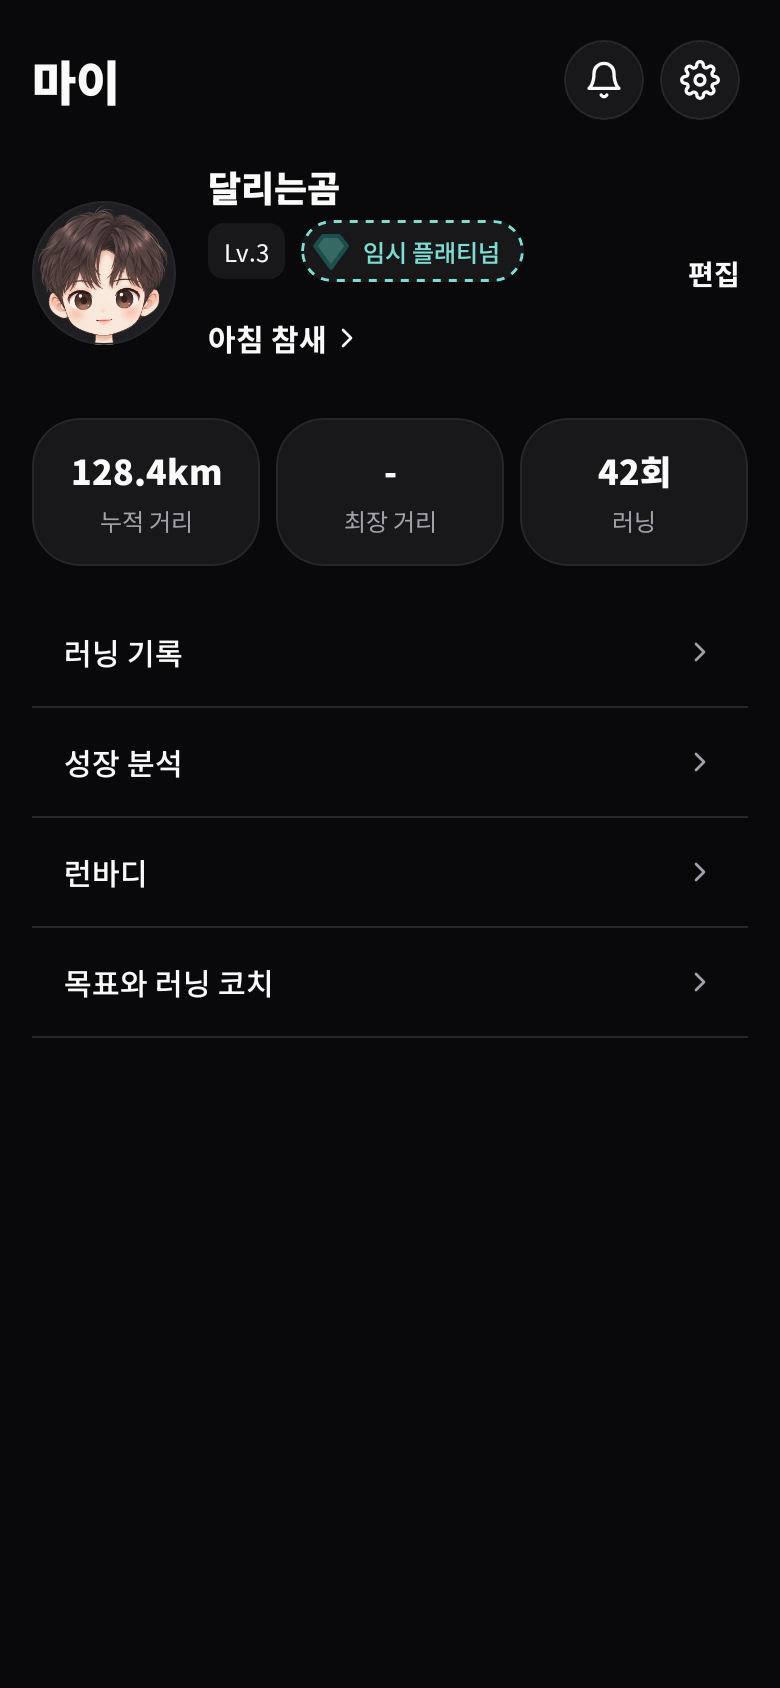 마이
달리는곰
Lv.3 임시 플래티넘
편집
아침 참새
128.4km - 42회
누적 거리 최장 거리 러닝
러닝 기록
성장 분석
런바디
목표와 러닝 코치